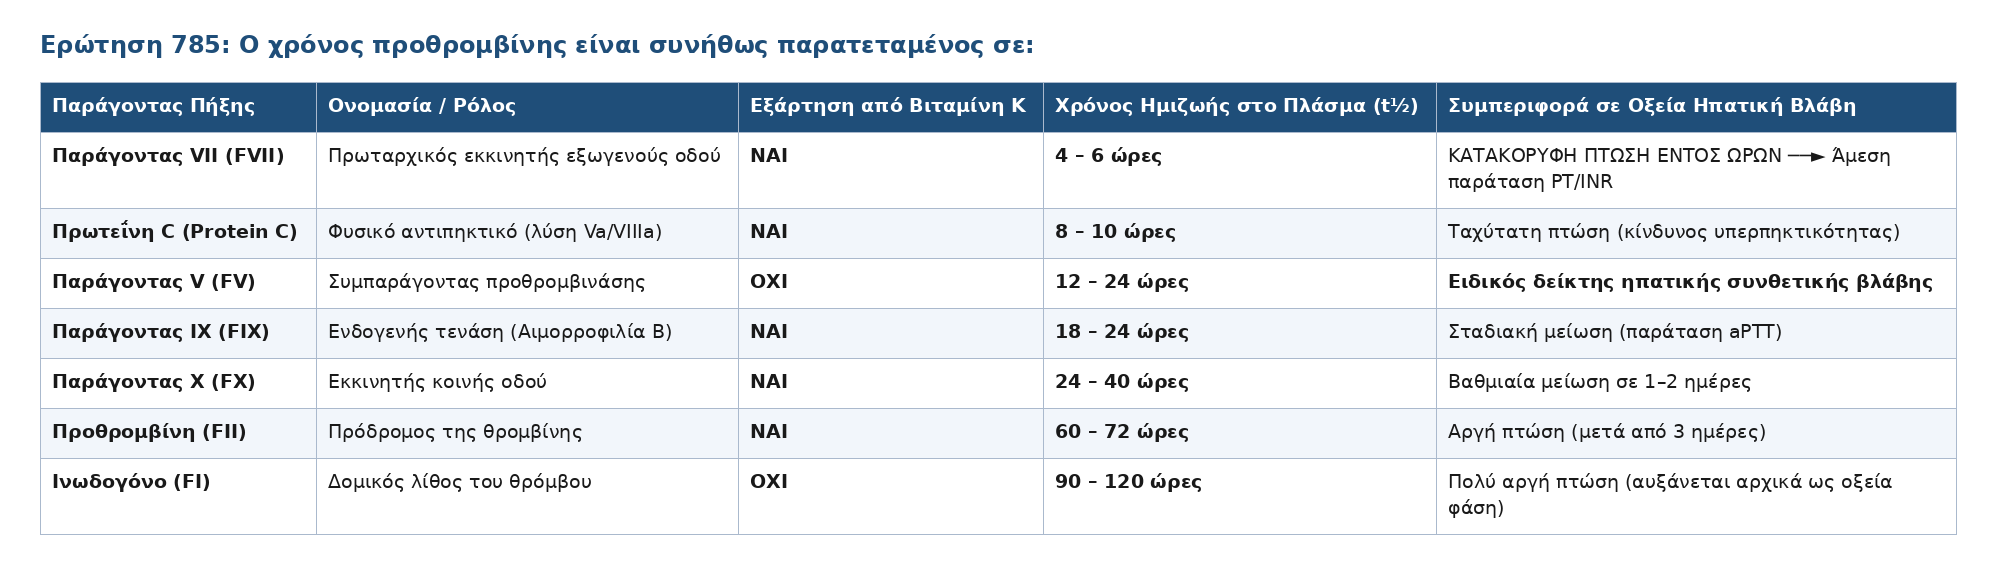 Ερώτηση 785: Ο χρόνος προθρομβίνης είναι συνήθως παρατεταμένος σε:
Παράγοντας Πήξης Ονομασία / Ρόλος Εξάρτηση από Βιταμίνη Κ Χρόνος Ημιζωής στο Πλάσμα (t½) Συμπεριφορά σε Οξεία Ηπατική Βλάβη
Παράγοντας VII (FVII) Πρωταρχικός εκκινητής εξωγενούς οδού ΝΑΙ 4 – 6 ώρες ΚΑΤΑΚΟΡΥΦΗ ΠΤΩΣΗ ΕΝΤΟΣ ΩΡΩΝ ──► Άμεση
παράταση PT/INR
Πρωτεΐνη C (Protein C) Φυσικό αντιπηκτικό (λύση Va/VIIIa) ΝΑΙ 8 – 10 ώρες Ταχύτατη πτώση (κίνδυνος υπερπηκτικότητας)
Παράγοντας V (FV) Συμπαράγοντας προθρομβινάσης ΟΧΙ 12 – 24 ώρες Ειδικός δείκτης ηπατικής συνθετικής βλάβης
Παράγοντας IX (FIX) Ενδογενής τενάση (Αιμορροφιλία Β) ΝΑΙ 18 – 24 ώρες Σταδιακή μείωση (παράταση aPTT)
Παράγοντας X (FX) Εκκινητής κοινής οδού ΝΑΙ 24 – 40 ώρες Βαθμιαία μείωση σε 1–2 ημέρες
Προθρομβίνη (FII) Πρόδρομος της θρομβίνης ΝΑΙ 60 – 72 ώρες Αργή πτώση (μετά από 3 ημέρες)
Ινωδογόνο (FI) Δομικός λίθος του θρόμβου ΟΧΙ 90 – 120 ώρες Πολύ αργή πτώση (αυξάνεται αρχικά ως οξεία
φάση)